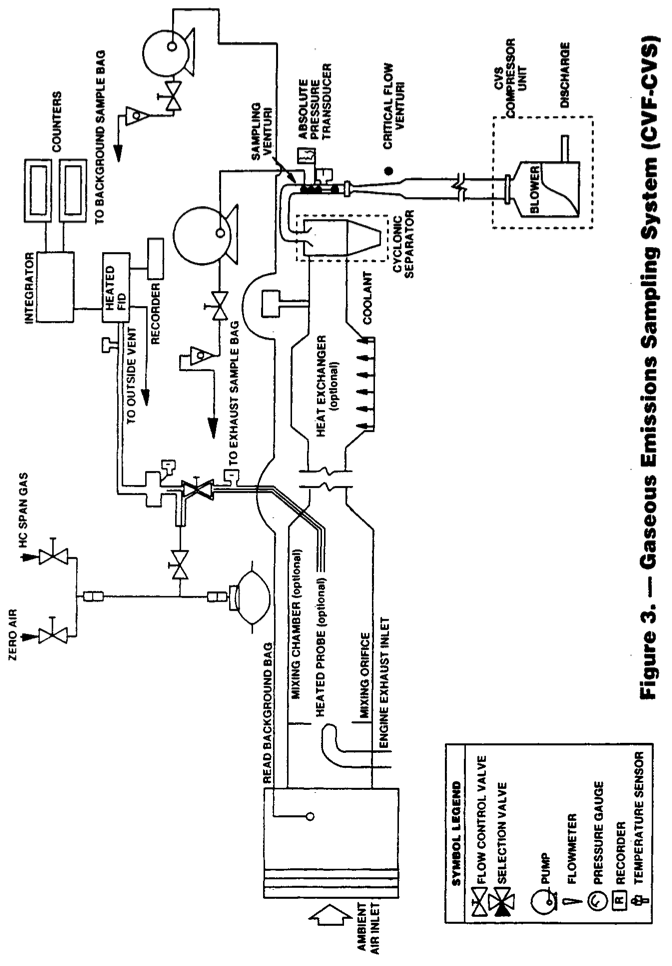 ZERO AIR
HC SPAN GAS
INTEGRATOR
COUNTERS
HEATED
FID
RECORDER
TO OUTSIDE VENT
TO BACKGROUND SAMPLE BAG
TO EXHAUST SAMPLE BAG
SAMPLING
VENTURI
ABSOLUTE
PRESSURE
TRANSDUCER
CRITICAL FLOW
VENTURI
CVS
COMPRESSOR
UNIT
DISCHARGE
BLOWER
CYCLONIC
SEPARATOR
COOLANT
HEAT EXCHANGER
(optional)
READ BACKGROUND BAG
MIXING CHAMBER (optional)
HEATED PROBE (optional)
MIXING ORIFICE
ENGINE EXHAUST INLET
AMBIENT
AIR INLET
SYMBOL LEGEND
FLOW CONTROL VALVE
SELECTION VALVE
PUMP
FLOWMETER
PRESSURE GAUGE
R RECORDER
TEMPERATURE SENSOR
Figure 3. — Gaseous Emissions Sampling System (CVF-CVS)